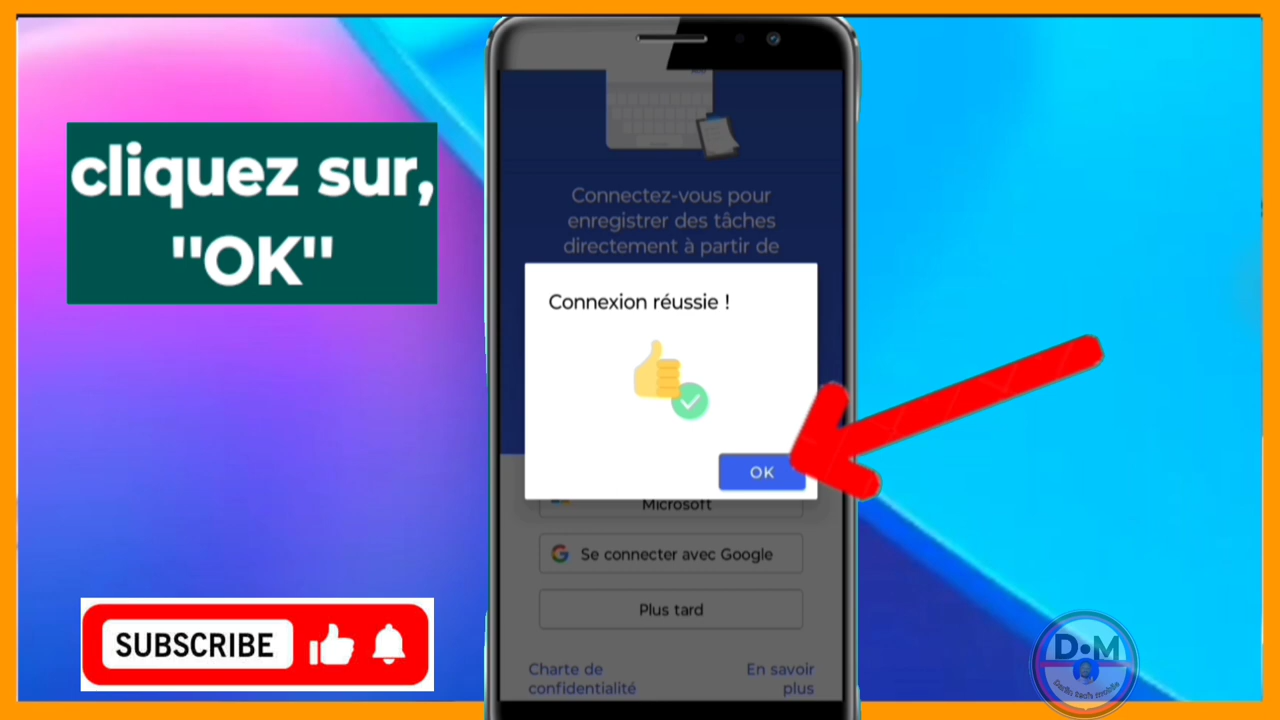 cliquez sur,
"OK"
Connectez-vous pour
enregistrer des tâches
directement à partir de
Connexion réussie !
OK
Microsoft
Se connecter avec Google
Plus tard
Charte de
confidentialité
En savoir
plus
SUBSCRIBE
D•M